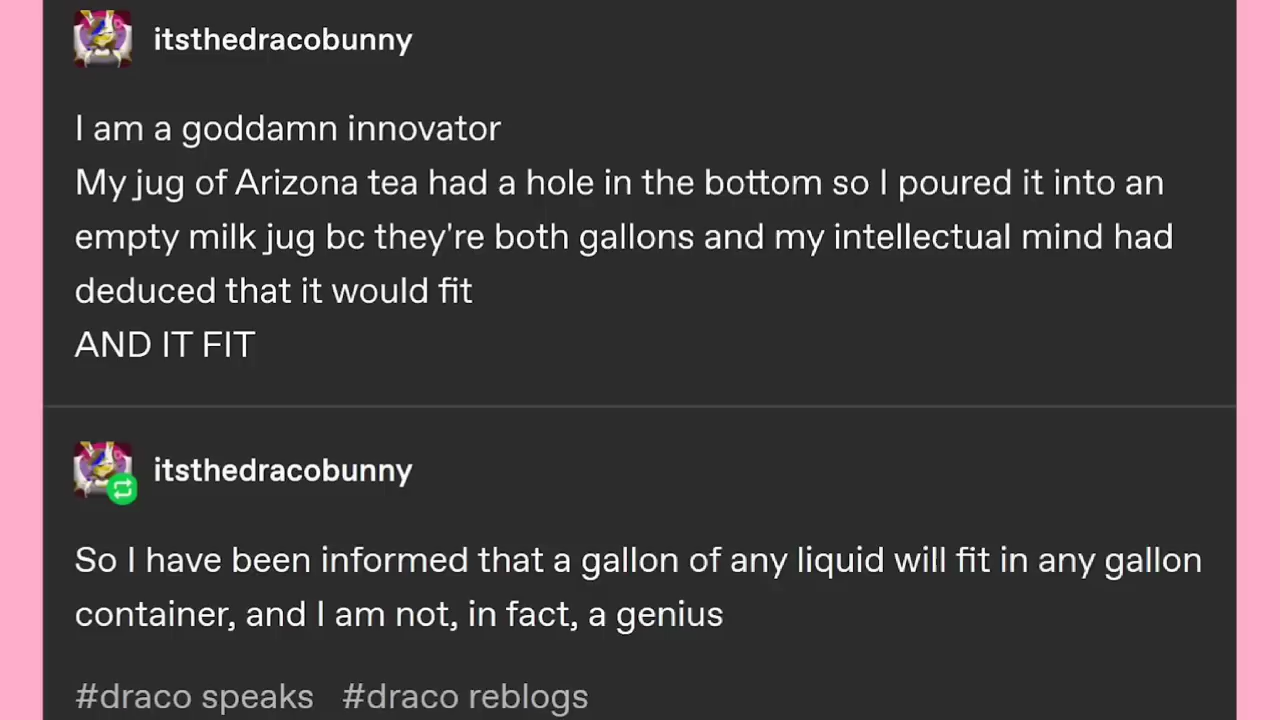 itsthedracobunny
I am a goddamn innovator
My jug of Arizona tea had a hole in the bottom so I poured it into an
empty milk jug bc they're both gallons and my intellectual mind had
deduced that it would fit
AND IT FIT
itsthedracobunny
So I have been informed that a gallon of any liquid will fit in any gallon
container, and I am not, in fact, a genius
#draco speaks #draco reblogs